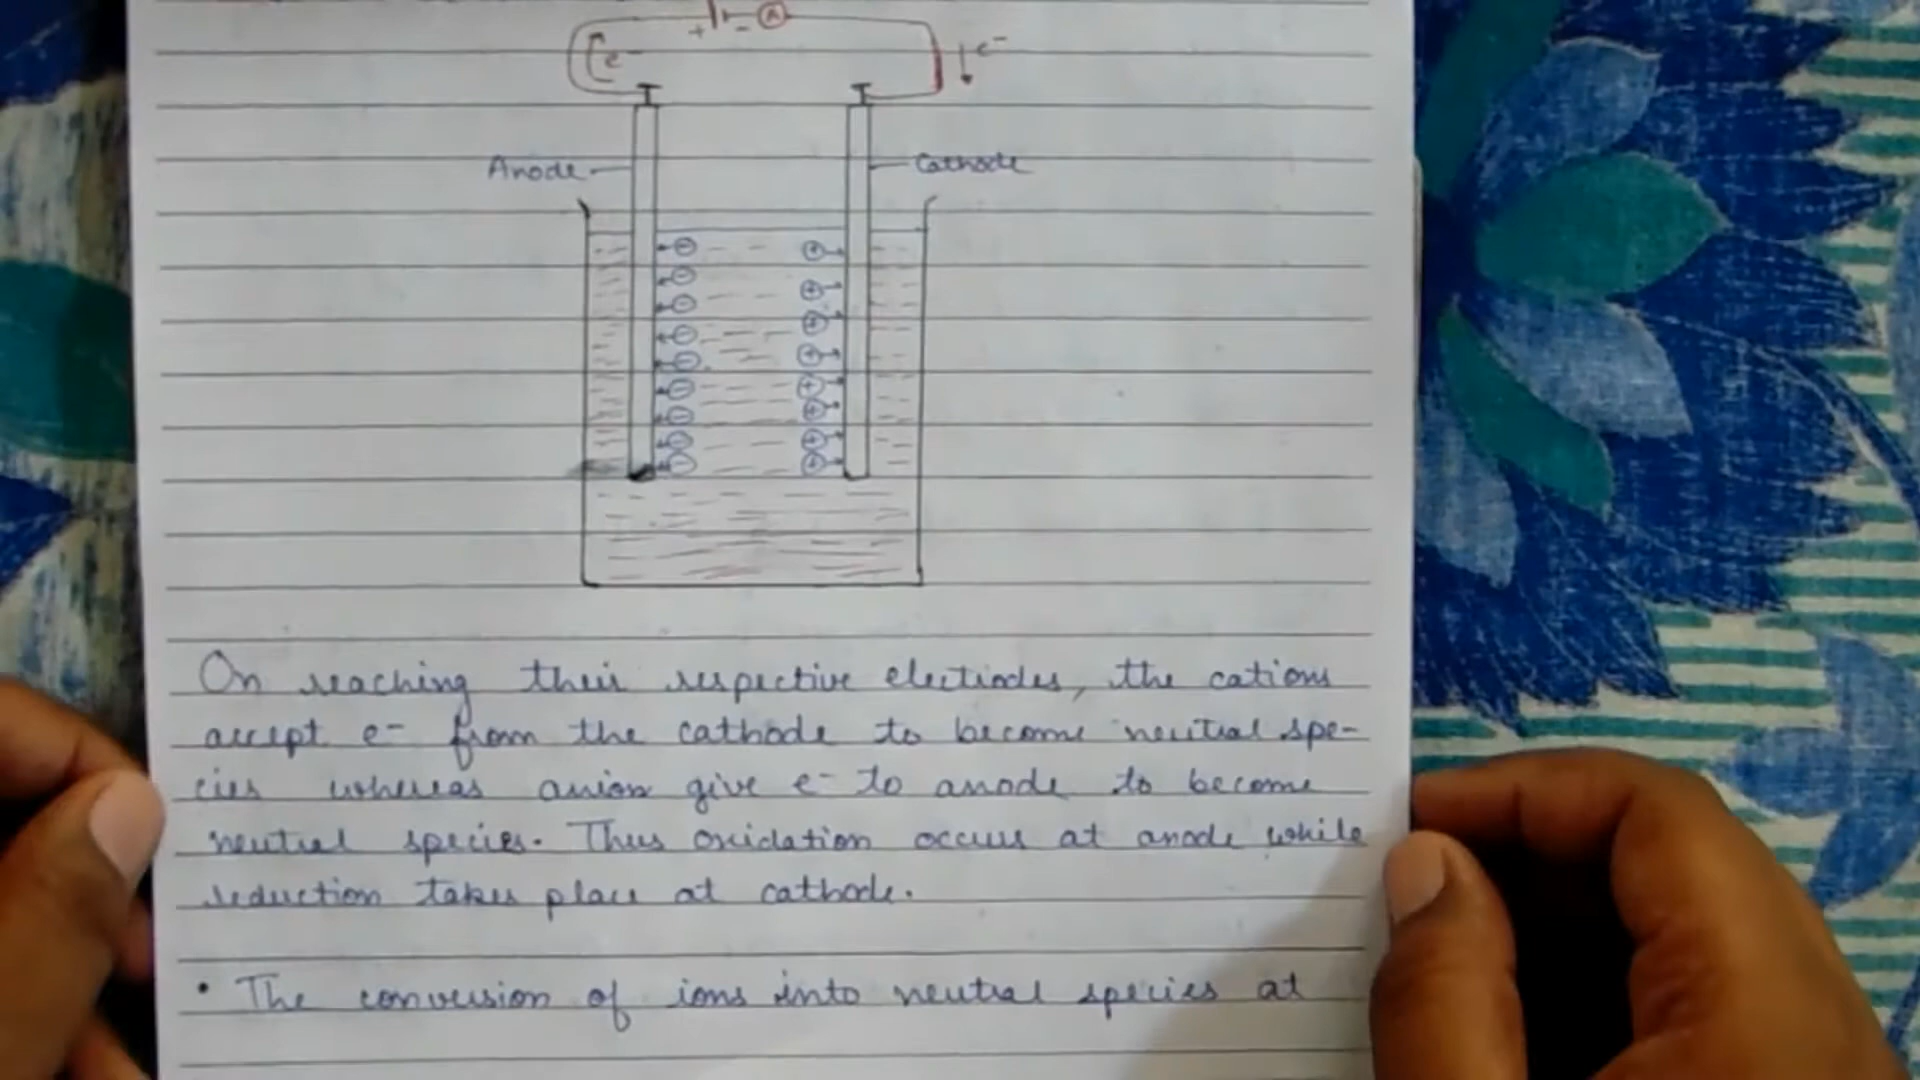 + - A
e- e-
Anode Cathode
On reaching their respective electrodes, the cations
accept e- from the cathode to become neutral spe-
cies whereas anion give e- to anode to become
neutral species. Thus oxidation occurs at anode while
reduction takes place at cathode.
• The conversion of ions into neutral species at